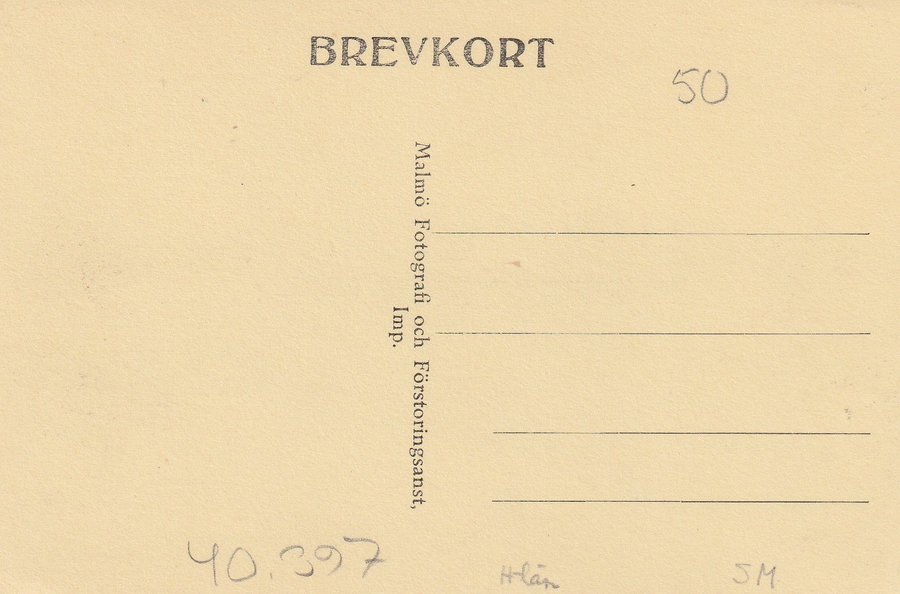 BREVKORT
50
Malmö Fotografi och Förstoringsanst,
Imp.
40.397
H-län
SM